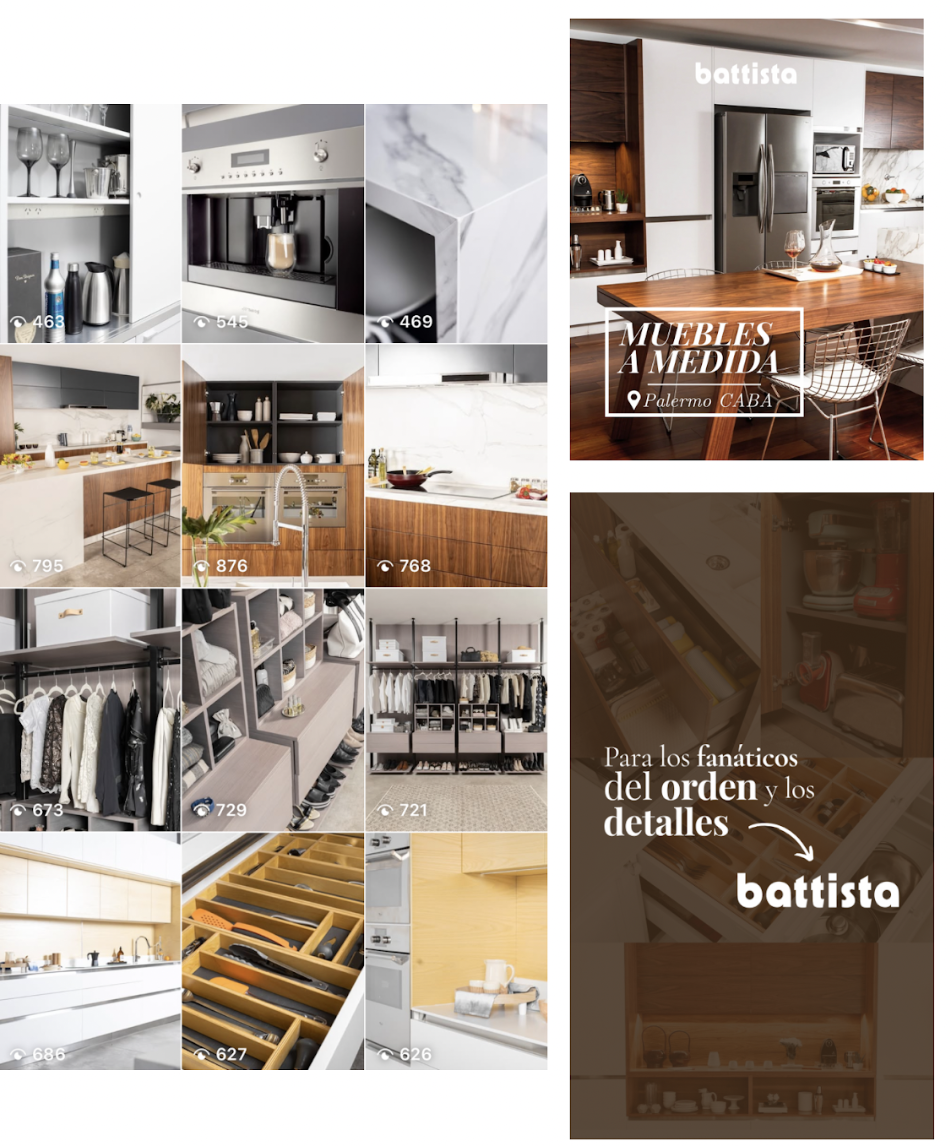 463
545
469
795
876
768
673
729
721
686
627
626
battista
MUEBLES
A MEDIDA
Palermo CABA
Para los fanáticos
del orden y los
detalles
battista